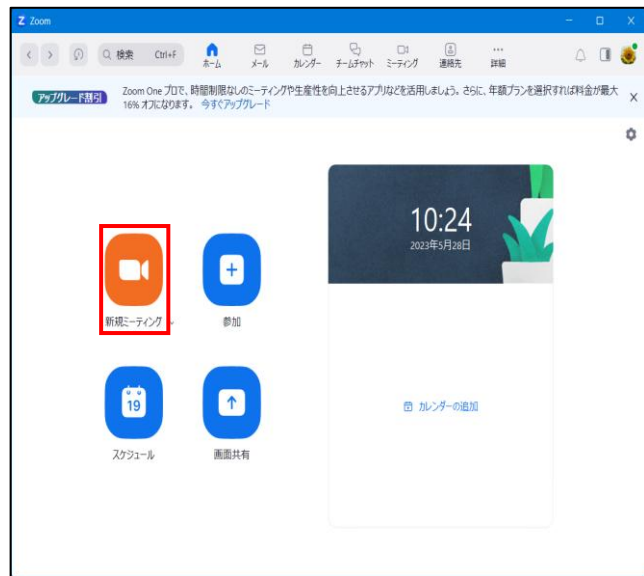 Zoom
検索 Ctrl+F
ホーム
メール
カレンダー
チームチャット
ミーティング
連絡先
詳細
アップグレード割引
Zoom One プロで、時間制限なしのミーティングや生産性を向上させるアプリなどを活用しましょう。さらに、年額プランを選択すれば料金が最大
16% オフになります。 今すぐアップグレード
10:24
2023年5月28日
新規ミーティング
参加
19
スケジュール
画面共有
カレンダーの追加